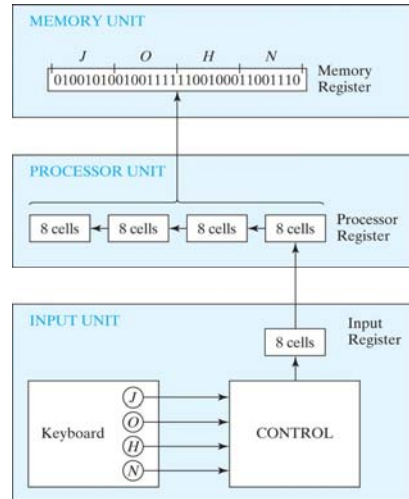 MEMORY UNIT
J O H N
01001010010011111100100011001110
Memory
Register
PROCESSOR UNIT
8 cells 8 cells 8 cells 8 cells
Processor
Register
INPUT UNIT
Input
Register
8 cells
J
O
Keyboard
CONTROL
H
N